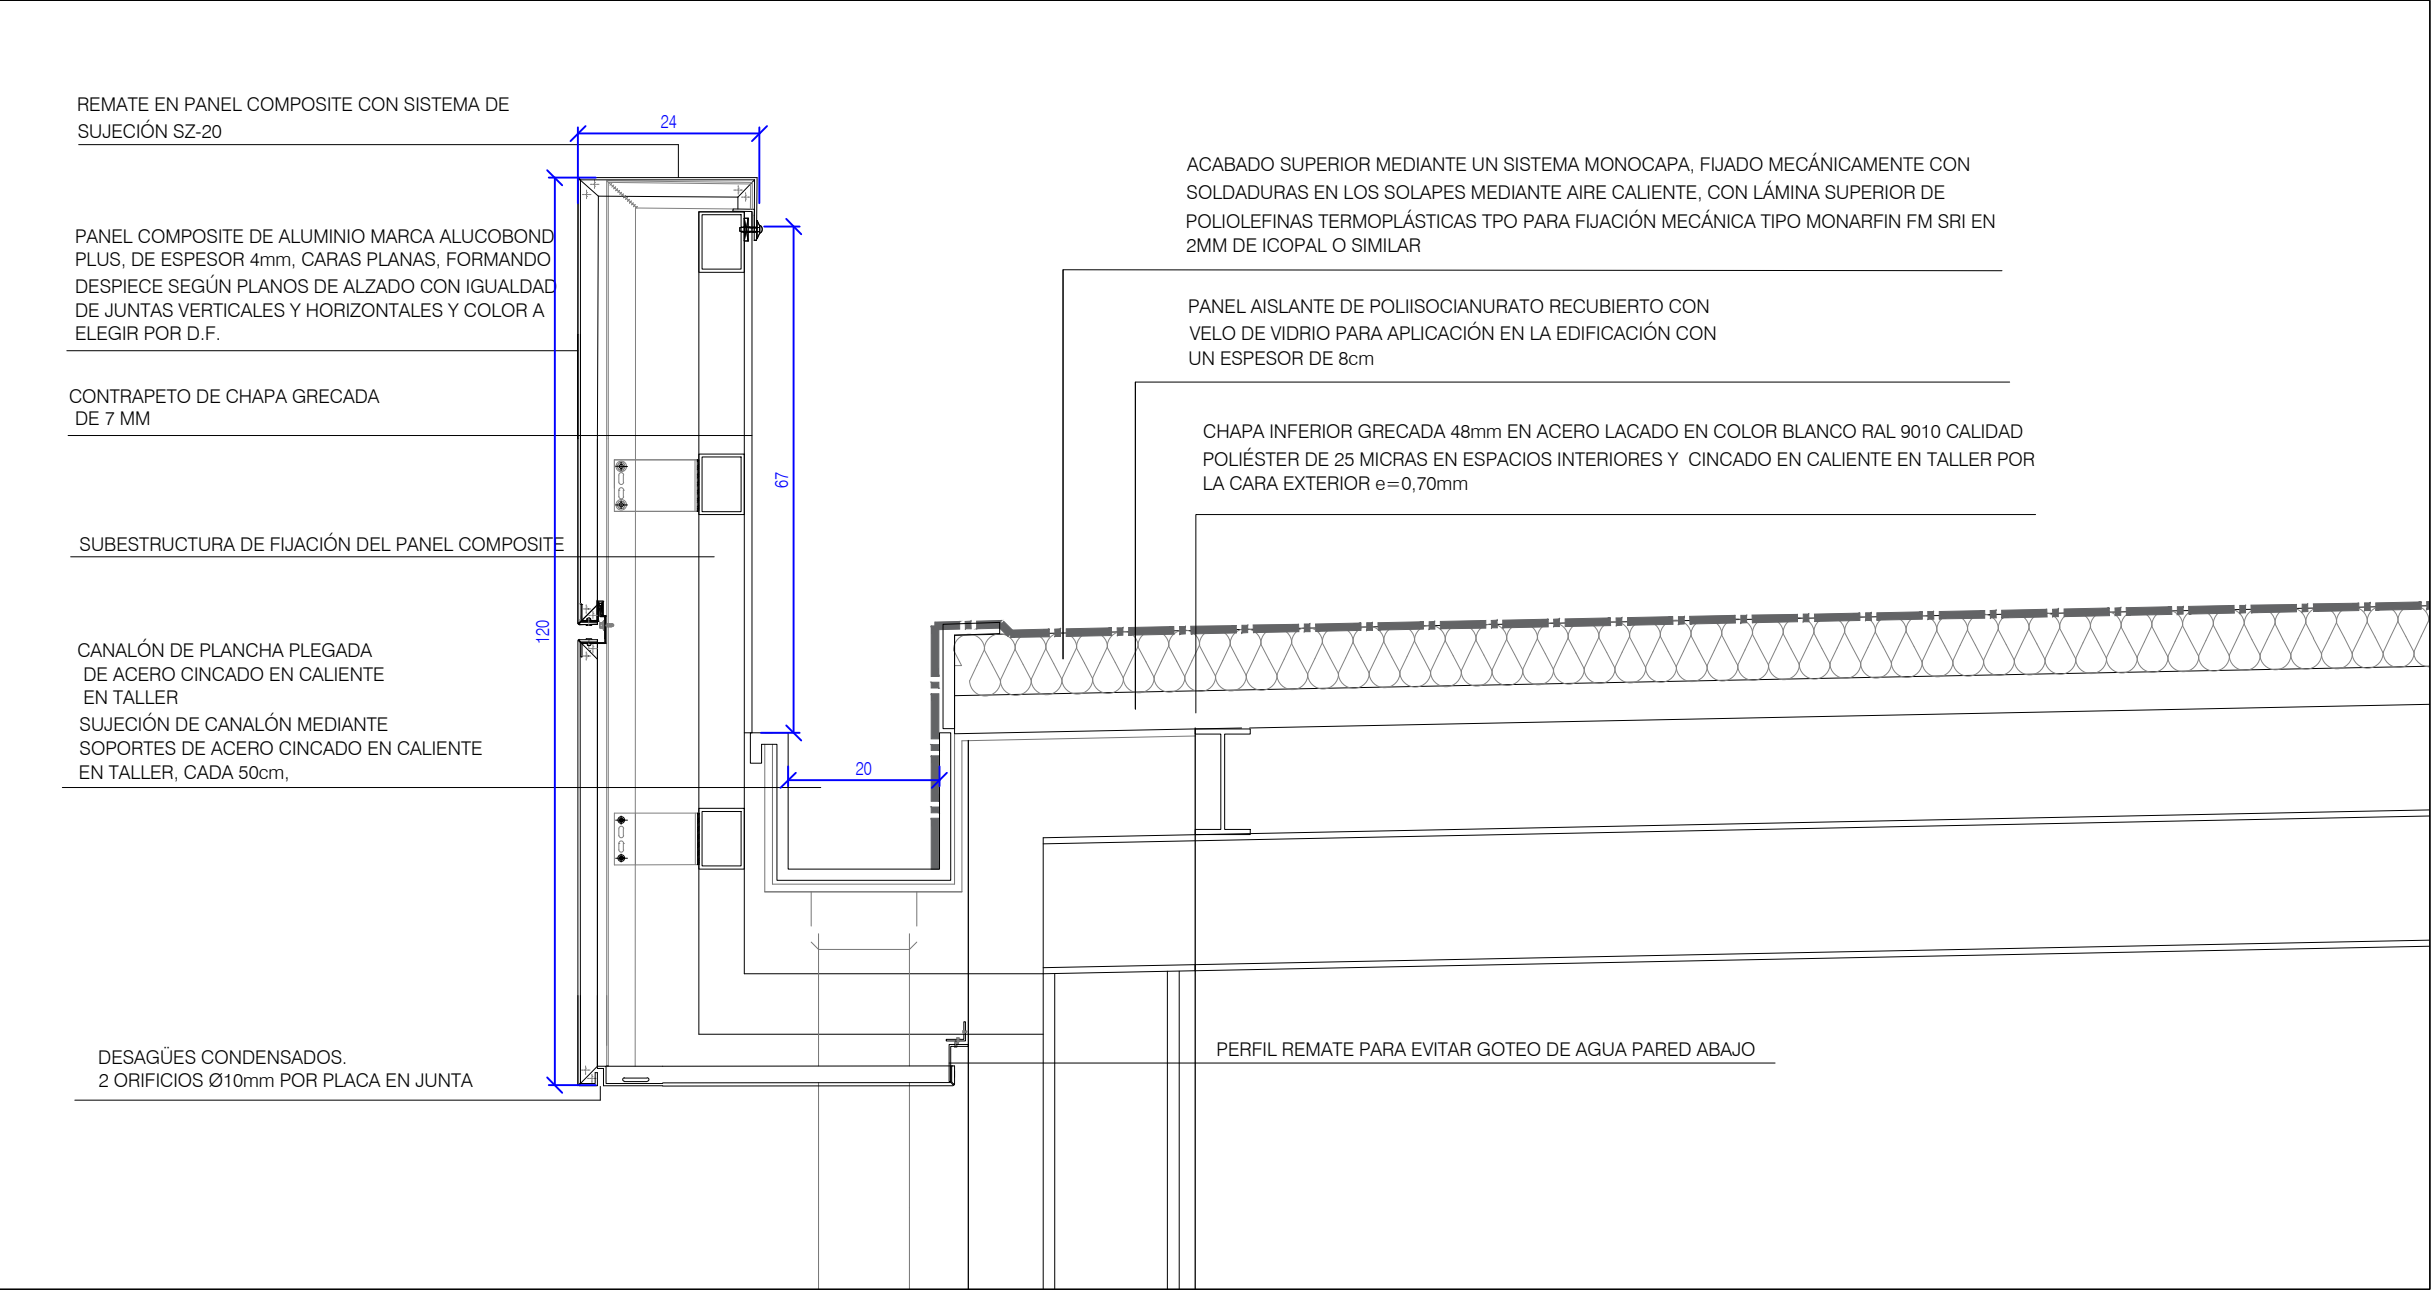 REMATE EN PANEL COMPOSITE CON SISTEMA DE
SUJECIÓN SZ-20
24
PANEL COMPOSITE DE ALUMINIO MARCA ALUCOBOND
PLUS, DE ESPESOR 4mm, CARAS PLANAS, FORMANDO
DESPIECE SEGÚN PLANOS DE ALZADO CON IGUALDAD
DE JUNTAS VERTICALES Y HORIZONTALES Y COLOR A
ELEGIR POR D.F.
CONTRAPETO DE CHAPA GRECADA
DE 7 MM
67
SUBESTRUCTURA DE FIJACIÓN DEL PANEL COMPOSITE
120
CANALÓN DE PLANCHA PLEGADA
DE ACERO CINCADO EN CALIENTE
EN TALLER
SUJECIÓN DE CANALÓN MEDIANTE
SOPORTES DE ACERO CINCADO EN CALIENTE
EN TALLER, CADA 50cm,
20
DESAGÜES CONDENSADOS.
2 ORIFICIOS Ø10mm POR PLACA EN JUNTA
ACABADO SUPERIOR MEDIANTE UN SISTEMA MONOCAPA, FIJADO MECÁNICAMENTE CON
SOLDADURAS EN LOS SOLAPES MEDIANTE AIRE CALIENTE, CON LÁMINA SUPERIOR DE
POLIOLEFINAS TERMOPLÁSTICAS TPO PARA FIJACIÓN MECÁNICA TIPO MONARFIN FM SRI EN
2MM DE ICOPAL O SIMILAR
PANEL AISLANTE DE POLIISOCIANURATO RECUBIERTO CON
VELO DE VIDRIO PARA APLICACIÓN EN LA EDIFICACIÓN CON
UN ESPESOR DE 8cm
CHAPA INFERIOR GRECADA 48mm EN ACERO LACADO EN COLOR BLANCO RAL 9010 CALIDAD
POLIÉSTER DE 25 MICRAS EN ESPACIOS INTERIORES Y CINCADO EN CALIENTE EN TALLER POR
LA CARA EXTERIOR e=0,70mm
PERFIL REMATE PARA EVITAR GOTEO DE AGUA PARED ABAJO